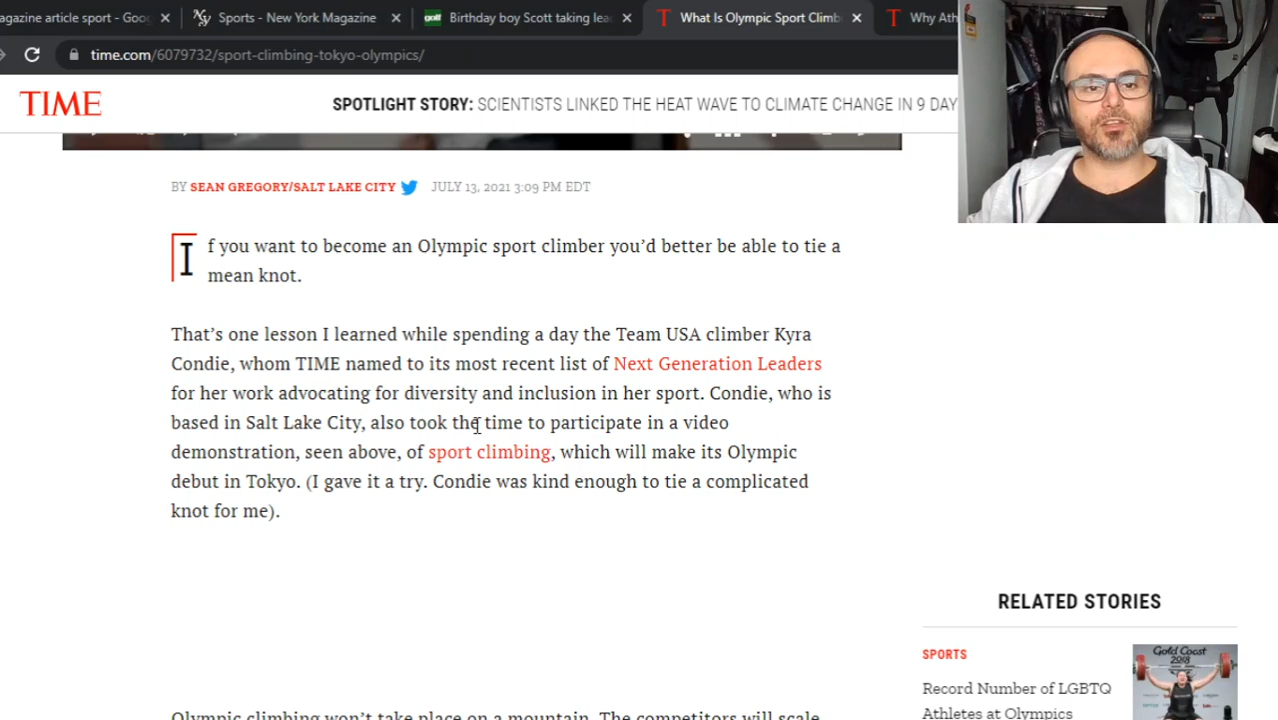 agazine article sport - Goog
Sports - New York Magazine
Birthday boy Scott taking lea
What Is Olympic Sport Climb
Why Ath
time.com/6079732/sport-climbing-tokyo-olympics/
TIME
SPOTLIGHT STORY: SCIENTISTS LINKED THE HEAT WAVE TO CLIMATE CHANGE IN 9 DAY
BY SEAN GREGORY/SALT LAKE CITY JULY 13, 2021 3:09 PM EDT
If you want to become an Olympic sport climber you’d better be able to tie a
mean knot.
That’s one lesson I learned while spending a day the Team USA climber Kyra
Condie, whom TIME named to its most recent list of Next Generation Leaders
for her work advocating for diversity and inclusion in her sport. Condie, who is
based in Salt Lake City, also took the time to participate in a video
demonstration, seen above, of sport climbing, which will make its Olympic
debut in Tokyo. (I gave it a try. Condie was kind enough to tie a complicated
knot for me).
RELATED STORIES
SPORTS
Gold Coast
2018
Record Number of LGBTQ
Athletes at Olympics
Olympic climbing won’t take place on a mountain. The competitors will scale